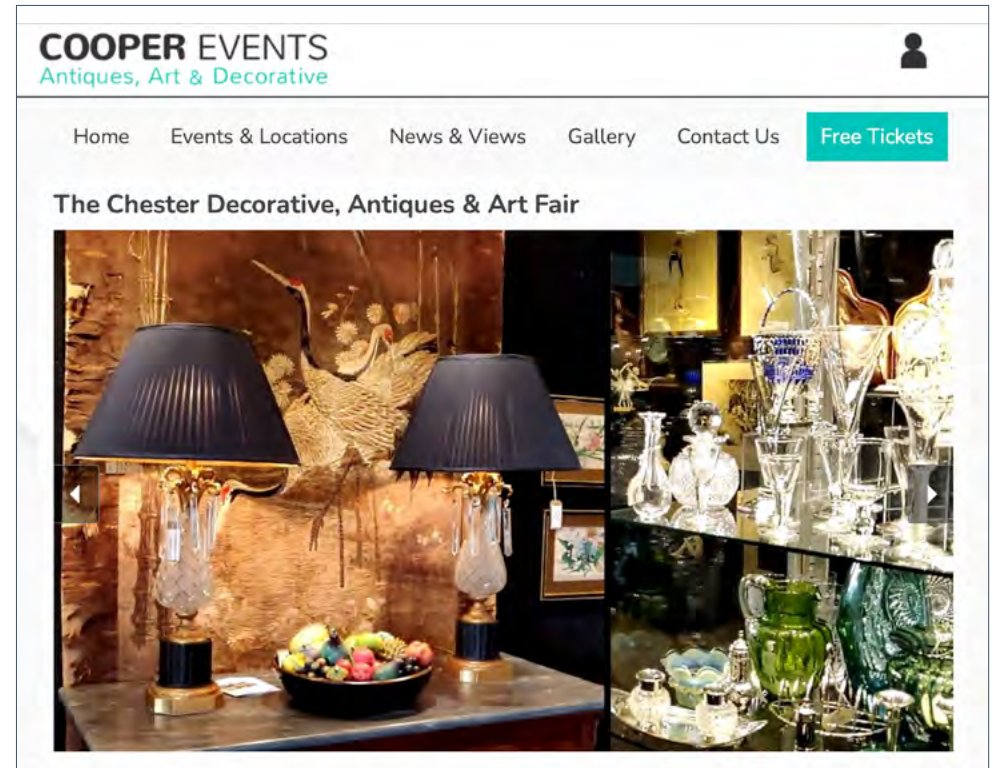 COOPER EVENTS
Antiques, Art & Decorative
Home Events & Locations News & Views Gallery Contact Us Free Tickets
The Chester Decorative, Antiques & Art Fair